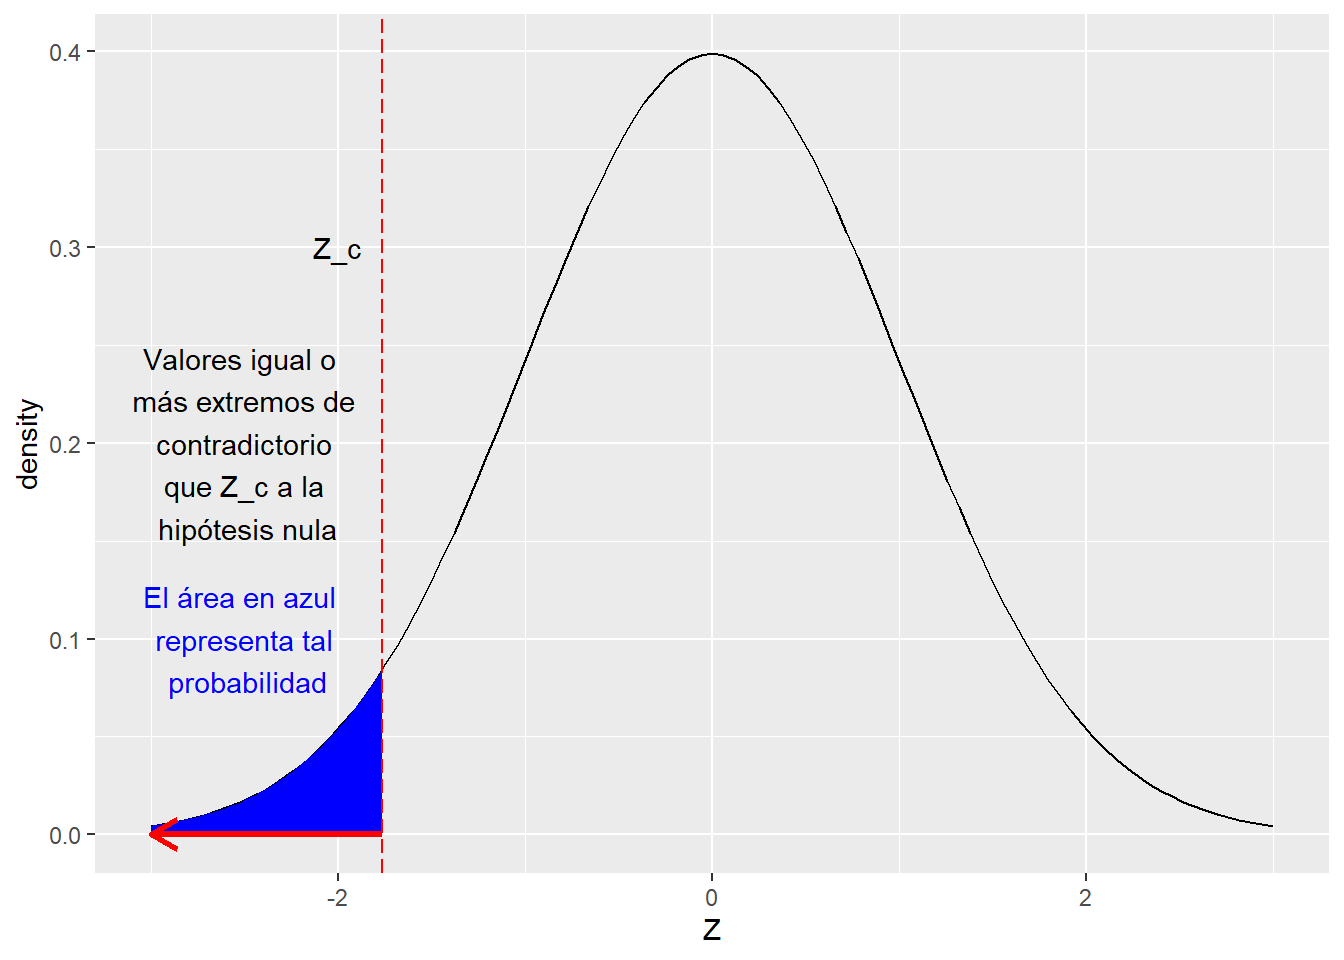 0.4
0.3
0.2
0.1
0.0
density
Z_c
Valores igual o
más extremos de
contradictorio
que Z_c a la
hipótesis nula
El área en azul
representa tal
probabilidad
-2
0
2
Z